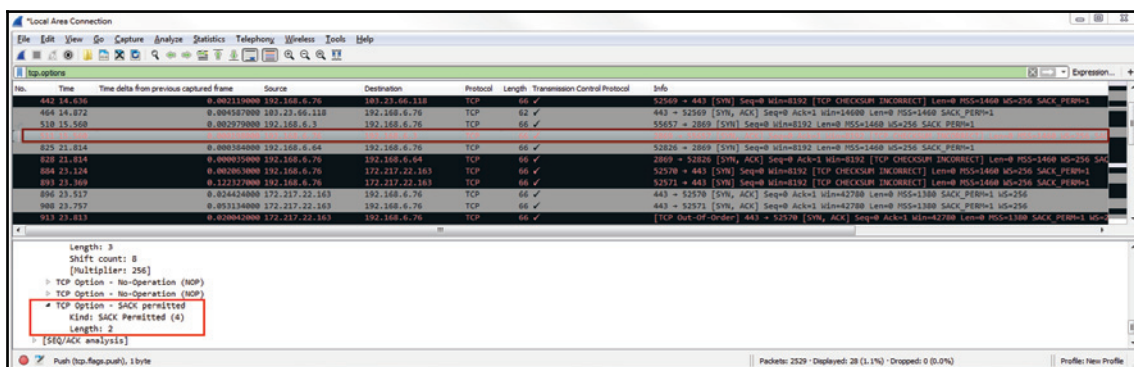 *Local Area Connection
File Edit View Go Capture Analyze Statistics Telephony Wireless Tools Help
tcp.options
Expression... +
No. Time Time delta from previous captured frame Source Destination Protocol Length Transmission Control Protocol Info
442 14.636 0.002119000 192.168.6.76 103.23.66.118 TCP 66 ✓ 52569 → 443 [SYN] Seq=0 Win=8192 [TCP CHECKSUM INCORRECT] Len=0 MSS=1460 WS=256 SACK_PERM=1
464 14.872 0.004587000 103.23.66.118 192.168.6.76 TCP 62 ✓ 443 → 52569 [SYN, ACK] Seq=0 Ack=1 Win=14600 Len=0 MSS=1460 SACK_PERM=1
510 15.560 0.002979000 192.168.6.3 192.168.6.76 TCP 66 ✓ 55657 → 2869 [SYN] Seq=0 Win=8192 Len=0 MSS=1460 WS=256 SACK_PERM=1
825 21.814 0.000384000 192.168.6.64 192.168.6.76 TCP 66 ✓ 52826 → 2869 [SYN] Seq=0 Win=8192 Len=0 MSS=1460 WS=256 SACK_PERM=1
828 21.814 0.000035000 192.168.6.76 192.168.6.64 TCP 66 ✓ 2869 → 52826 [SYN, ACK] Seq=0 Ack=1 Win=8192 [TCP CHECKSUM INCORRECT] Len=0 MSS=1460 WS=256 SAC
884 23.124 0.002063000 192.168.6.76 172.217.22.163 TCP 66 ✓ 52570 → 443 [SYN] Seq=0 Win=8192 [TCP CHECKSUM INCORRECT] Len=0 MSS=1460 WS=256 SACK_PERM=1
893 23.369 0.122327000 192.168.6.76 172.217.22.163 TCP 66 ✓ 52571 → 443 [SYN] Seq=0 Win=8192 [TCP CHECKSUM INCORRECT] Len=0 MSS=1460 WS=256 SACK_PERM=1
896 23.517 0.024424000 172.217.22.163 192.168.6.76 TCP 66 ✓ 443 → 52570 [SYN, ACK] Seq=0 Ack=1 Win=42780 Len=0 MSS=1380 SACK_PERM=1 WS=256
908 23.757 0.053134000 172.217.22.163 192.168.6.76 TCP 66 ✓ 443 → 52571 [SYN, ACK] Seq=0 Ack=1 Win=42780 Len=0 MSS=1380 SACK_PERM=1 WS=256
913 23.813 0.020042000 172.217.22.163 192.168.6.76 TCP 66 ✓ [TCP Out-Of-Order] 443 → 52570 [SYN, ACK] Seq=0 Ack=1 Win=42780 Len=0 MSS=1380 SACK_PERM=1
Length: 3
Shift count: 8
[Multiplier: 256]
TCP Option - No-Operation (NOP)
TCP Option - No-Operation (NOP)
TCP Option - SACK permitted
Kind: SACK Permitted (4)
Length: 2
[SEQ/ACK analysis]
Push (tcp.flags.push), 1 byte
Packets: 2529 · Displayed: 28 (1.1%) · Dropped: 0 (0.0%)
Profile: New Profile